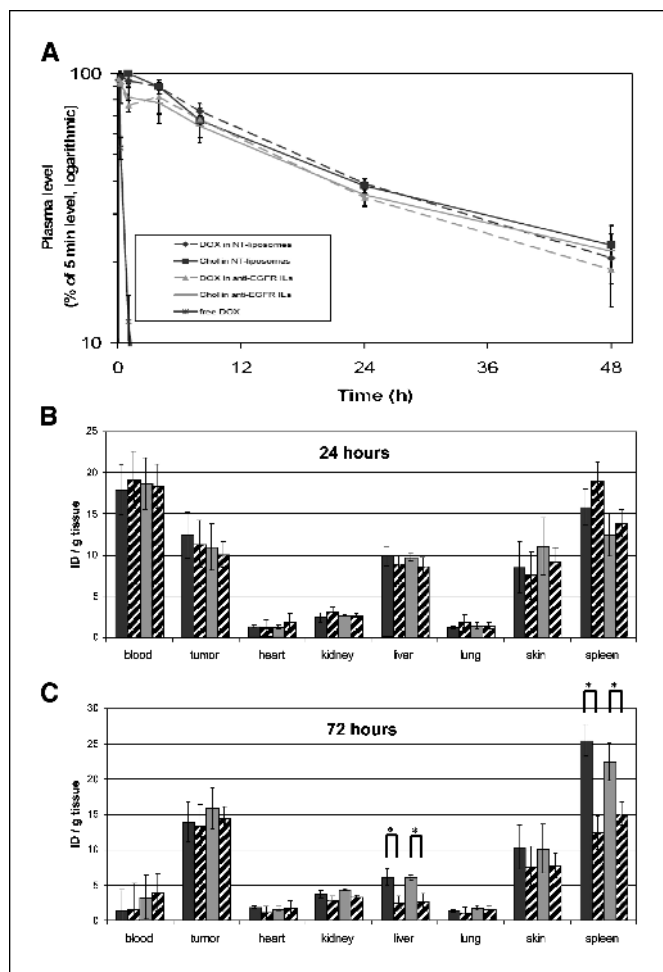 A
100
10
Plasma level
(% of 5 min level, logarithmic)
DOX in NT-liposomes
Chol in NT-liposomes
DOX in anti-EGFR ILs
Chol in anti-EGFR ILs
free DOX
0 12 24 36 48
Time (h)
B
24 hours
ID / g tissue
25
20
15
10
5
0
blood tumor heart kidney liver lung skin spleen
C
72 hours
ID / g tissue
30
25
20
15
10
5
0
* * * *
blood tumor heart kidney liver lung skin spleen